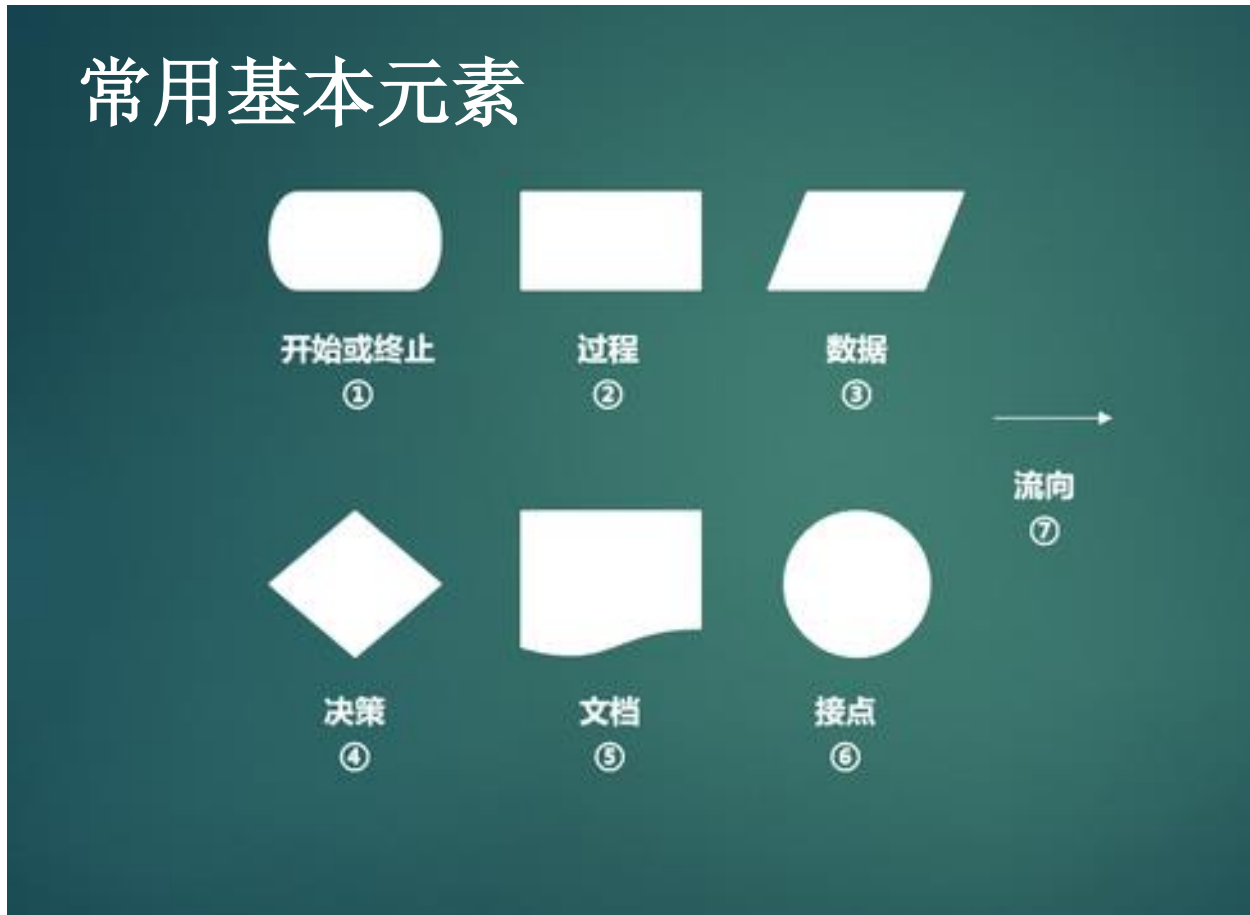 常用基本元素
开始或终止
①
过程
②
数据
③
流向
⑦
决策
④
文档
⑤
接点
⑥